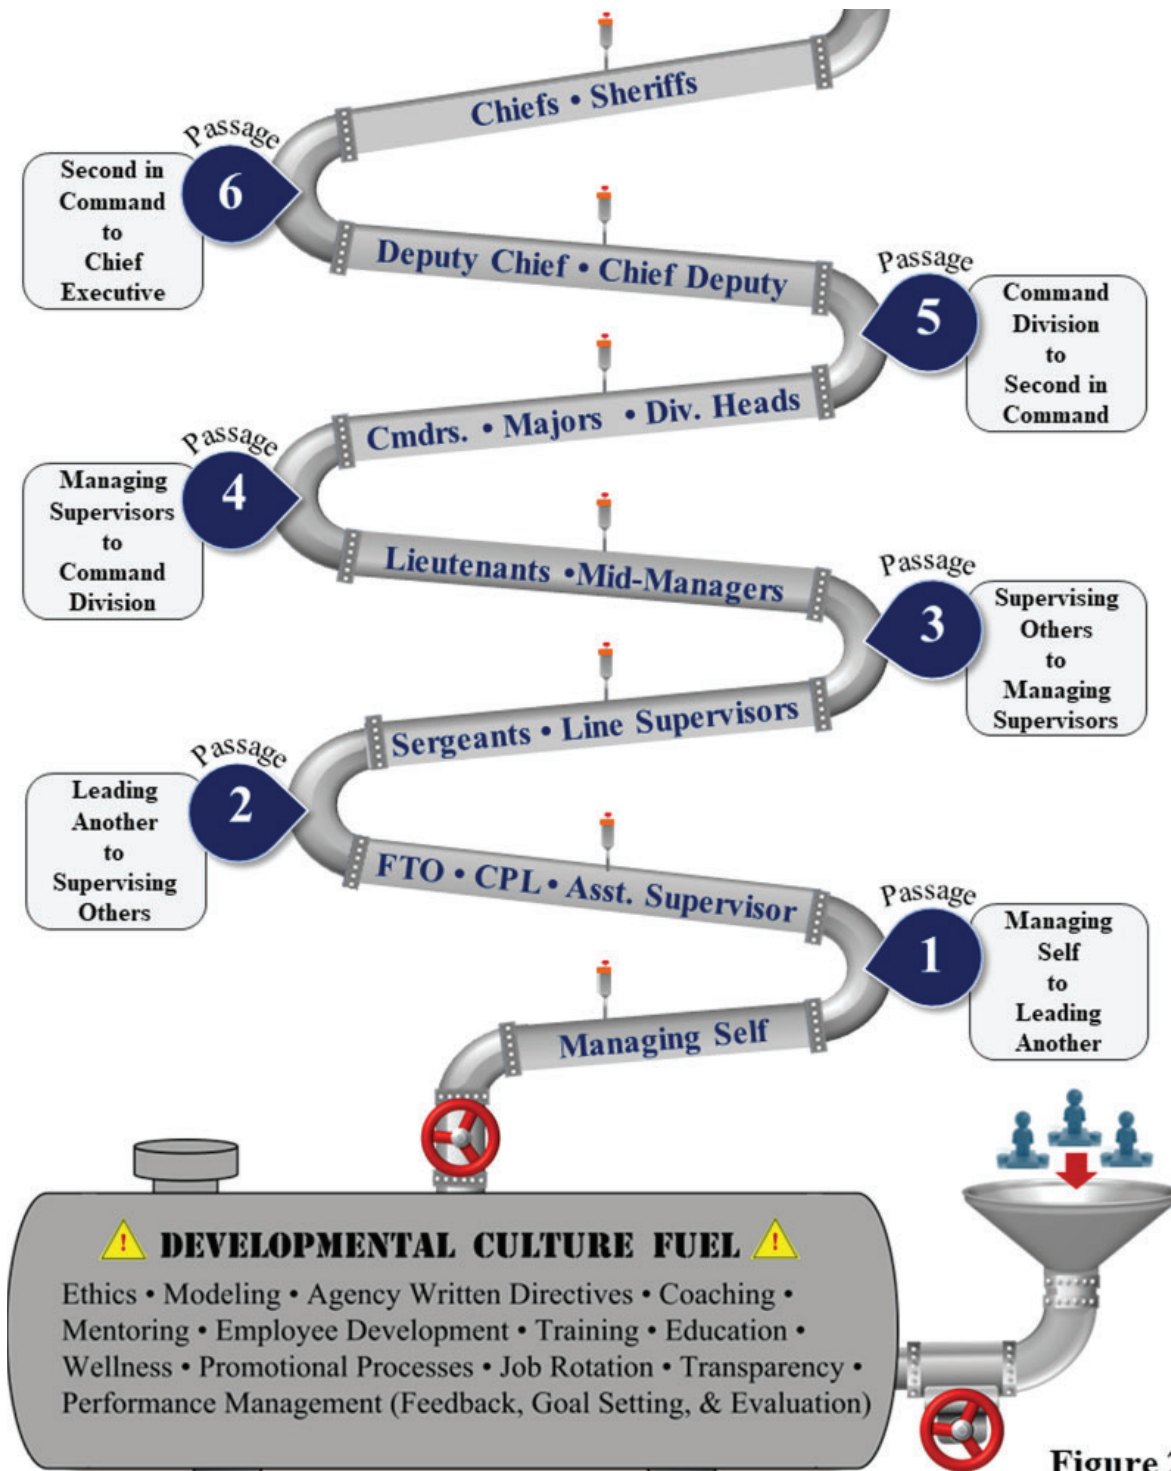 Chiefs • Sheriffs
Passage
6
Second in
Command
to
Chief
Executive
Deputy Chief • Chief Deputy
Passage
5
Command
Division
to
Second in
Command
Cmdrs. • Majors • Div. Heads
Passage
4
Managing
Supervisors
to
Command
Division
Lieutenants •Mid-Managers
Passage
3
Supervising
Others
to
Managing
Supervisors
Sergeants • Line Supervisors
Passage
2
Leading
Another
to
Supervising
Others
FTO • CPL • Asst. Supervisor
Passage
1
Managing
Self
to
Leading
Another
Managing Self
! DEVELOPMENTAL CULTURE FUEL !
Ethics • Modeling • Agency Written Directives • Coaching •
Mentoring • Employee Development • Training • Education •
Wellness • Promotional Processes • Job Rotation • Transparency •
Performance Management (Feedback, Goal Setting, & Evaluation)
Figure